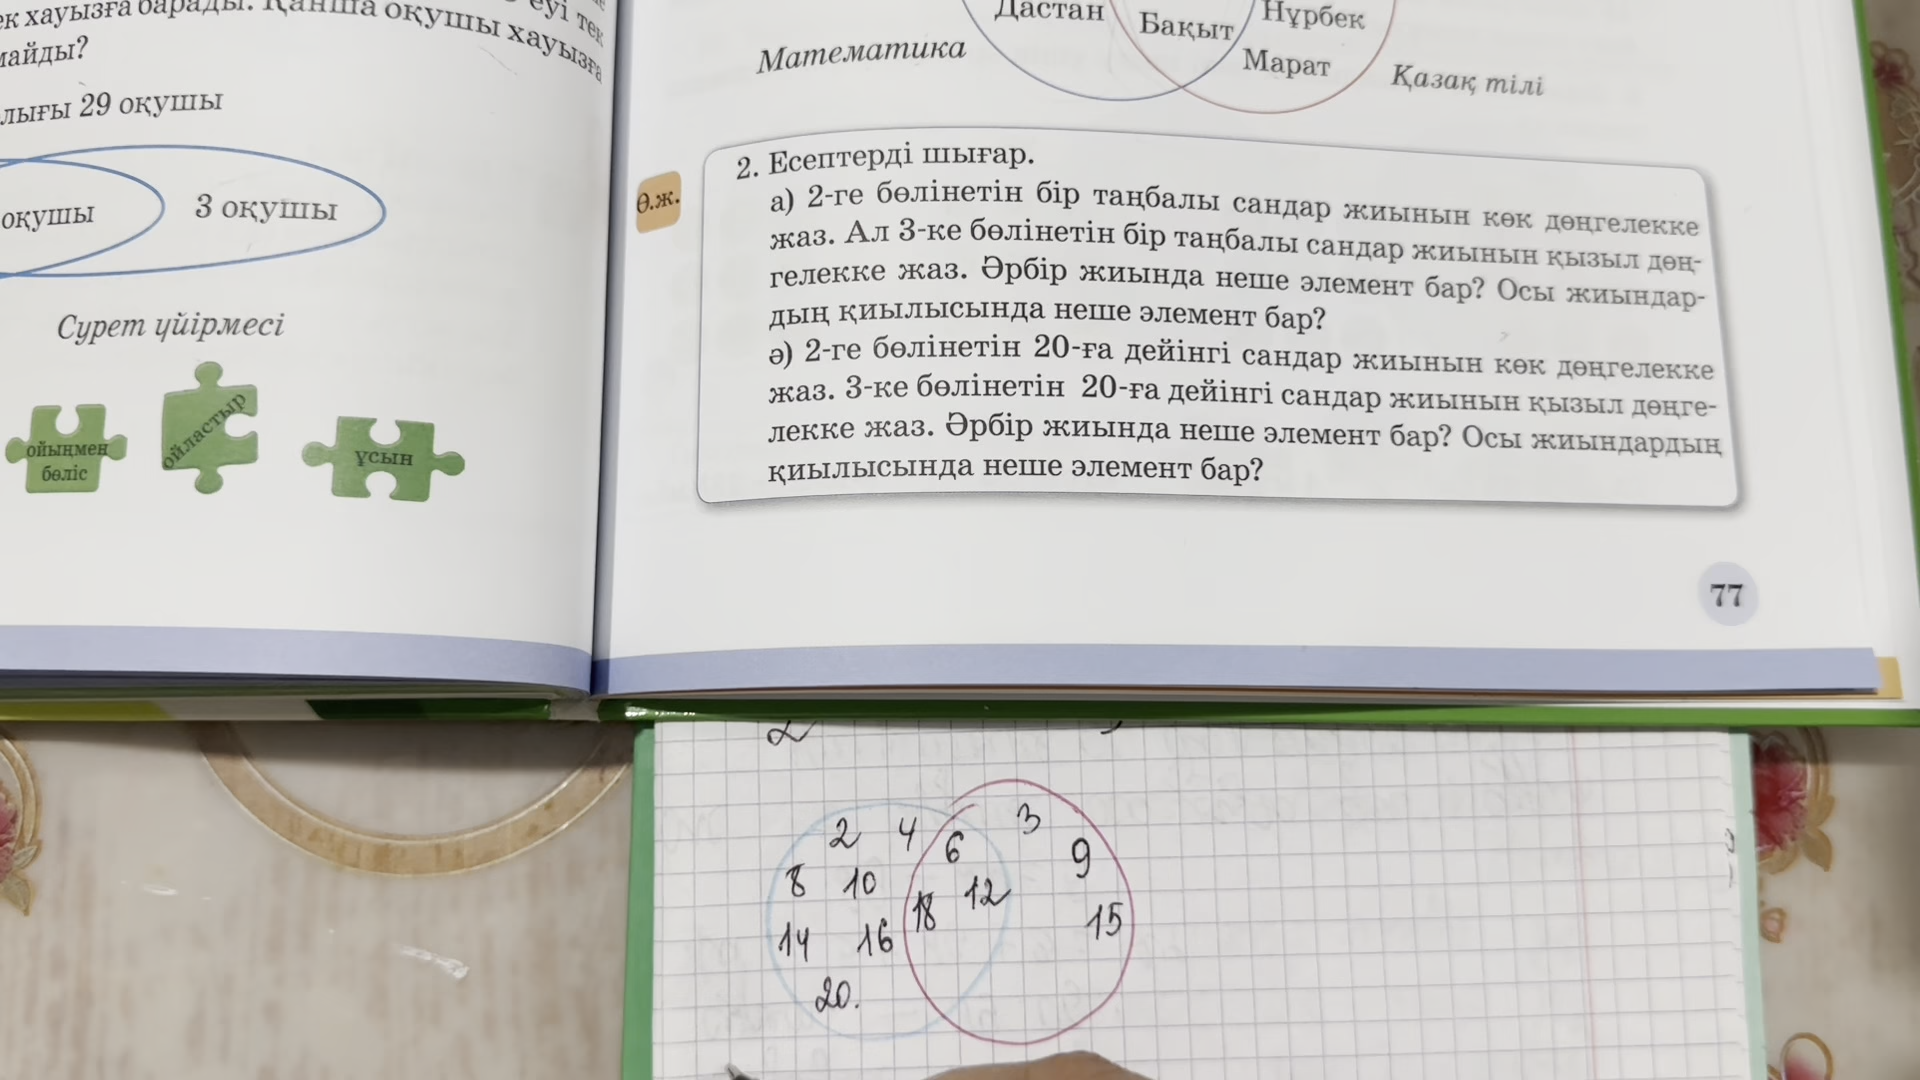 хауызға барады. Қанша оқушы хауызға
еуі тек
майды?
29 оқушы
оқушы
3 оқушы
Сурет үйірмесі
ойыңмен
бөліс
ойластыр
ұсын
Дастан
Бақыт
Нұрбек
Марат
Математика
Қазақ тілі
Ә.ж.
2. Есептерді шығар.
а) 2-ге бөлінетін бір таңбалы сандар жиынын көк дөңгелекке
жаз. Ал 3-ке бөлінетін бір таңбалы сандар жиынын қызыл дөң-
гелекке жаз. Әрбір жиында неше элемент бар? Осы жиындар-
дың қиылысында неше элемент бар?
ә) 2-ге бөлінетін 20-ға дейінгі сандар жиынын көк дөңгелекке
жаз. 3-ке бөлінетін 20-ға дейінгі сандар жиынын қызыл дөңге-
лекке жаз. Әрбір жиында неше элемент бар? Осы жиындардың
қиылысында неше элемент бар?
77
2 4 6 3
8 10 9
18 12
14 16 15
20.